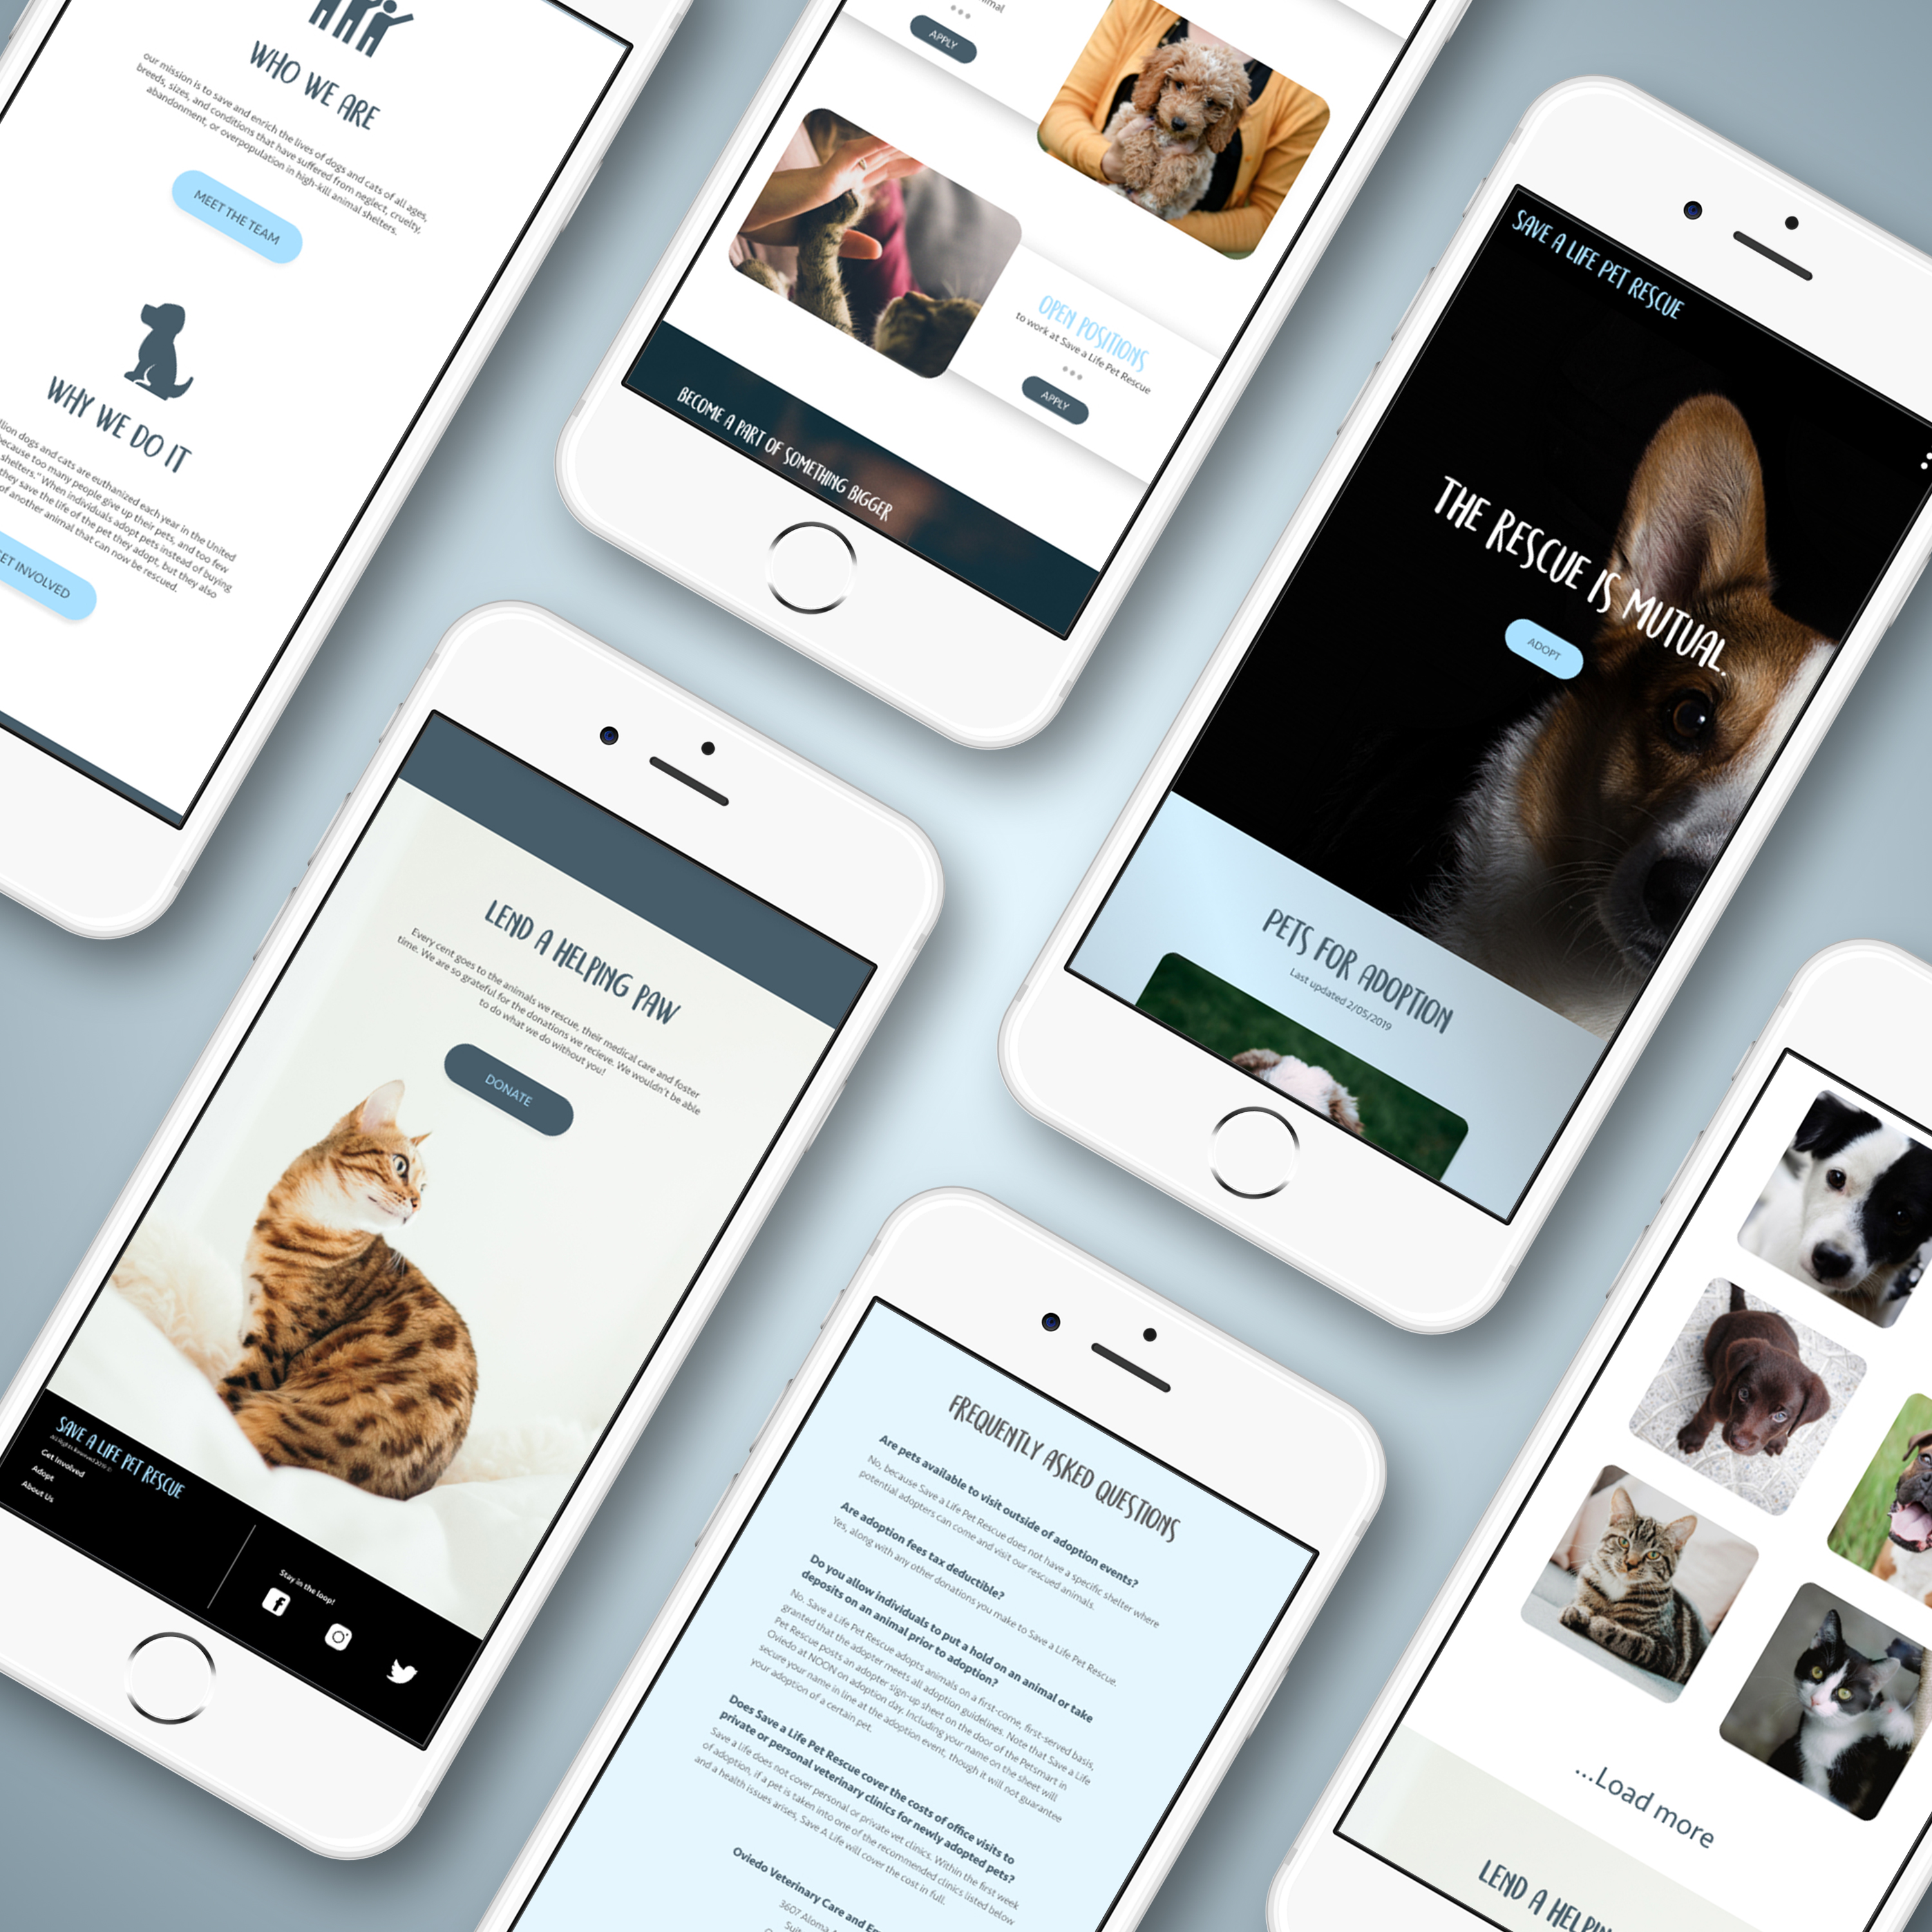 WHO WE ARE
our mission is to save and enrich the lives of dogs and cats of all ages,
breeds, sizes, and conditions that have suffered from neglect, cruelty,
abandonment, or overpopulation in high-kill animal shelters.
MEET THE TEAM
WHY WE DO IT
dogs and cats are euthanized each year in the United
because too many people give up their pets, and too few
shelters." When individuals adopt pets instead of buying
they save the life of the pet they adopt, but they also
of another animal that can now be rescued.
GET INVOLVED
APPLY
OPEN POSITIONS
to work at Save a Life Pet Rescue
APPLY
BECOME A PART OF SOMETHING BIGGER
SAVE A LIFE PET RESCUE
THE RESCUE IS MUTUAL.
ADOPT
PETS FOR ADOPTION
Last updated 2/05/2019
LEND A HELPING PAW
Every cent goes to the animals we rescue, their medical care and foster
time. We are so grateful for the donations we recieve. We wouldn't be able
to do what we do without you!
DONATE
SAVE A LIFE PET RESCUE
Get Involved
Adopt
About Us
Stay in the loop!
FREQUENTLY ASKED QUESTIONS
Are pets available to visit outside of adoption events?
No, because Save a Life Pet Rescue does not have a specific shelter where
potential adopters can come and visit our rescued animals.
Are adoption fees tax deductible?
Yes, along with any other donations you make to Save a Life Pet Rescue.
Do you allow individuals to put a hold on an animal or take
deposits on an animal prior to adoption?
No. Save a Life Pet Rescue adopts animals on a first-come, first-served basis,
granted that the adopter meets all adoption guidelines. Note that Save a Life
Pet Rescue posts an adopter sign-up sheet on the door of the Petsmart in
Oviedo at NOON on adoption day. Including your name on the sheet will
secure your name in line at the adoption event, though it will not guarantee
your adoption of a certain pet.
Does Save a Life Pet Rescue cover the costs of office visits to
private or personal veterinary clinics for newly adopted pets?
Save a life does not cover personal or private vet clinics. Within the first week
of adoption, if a pet is taken into one of the recommended clinics listed below
and a health issues arises, Save A Life will cover the cost in full.
Oviedo Veterinary Care and
3607 Aloma
...Load more
LEND A